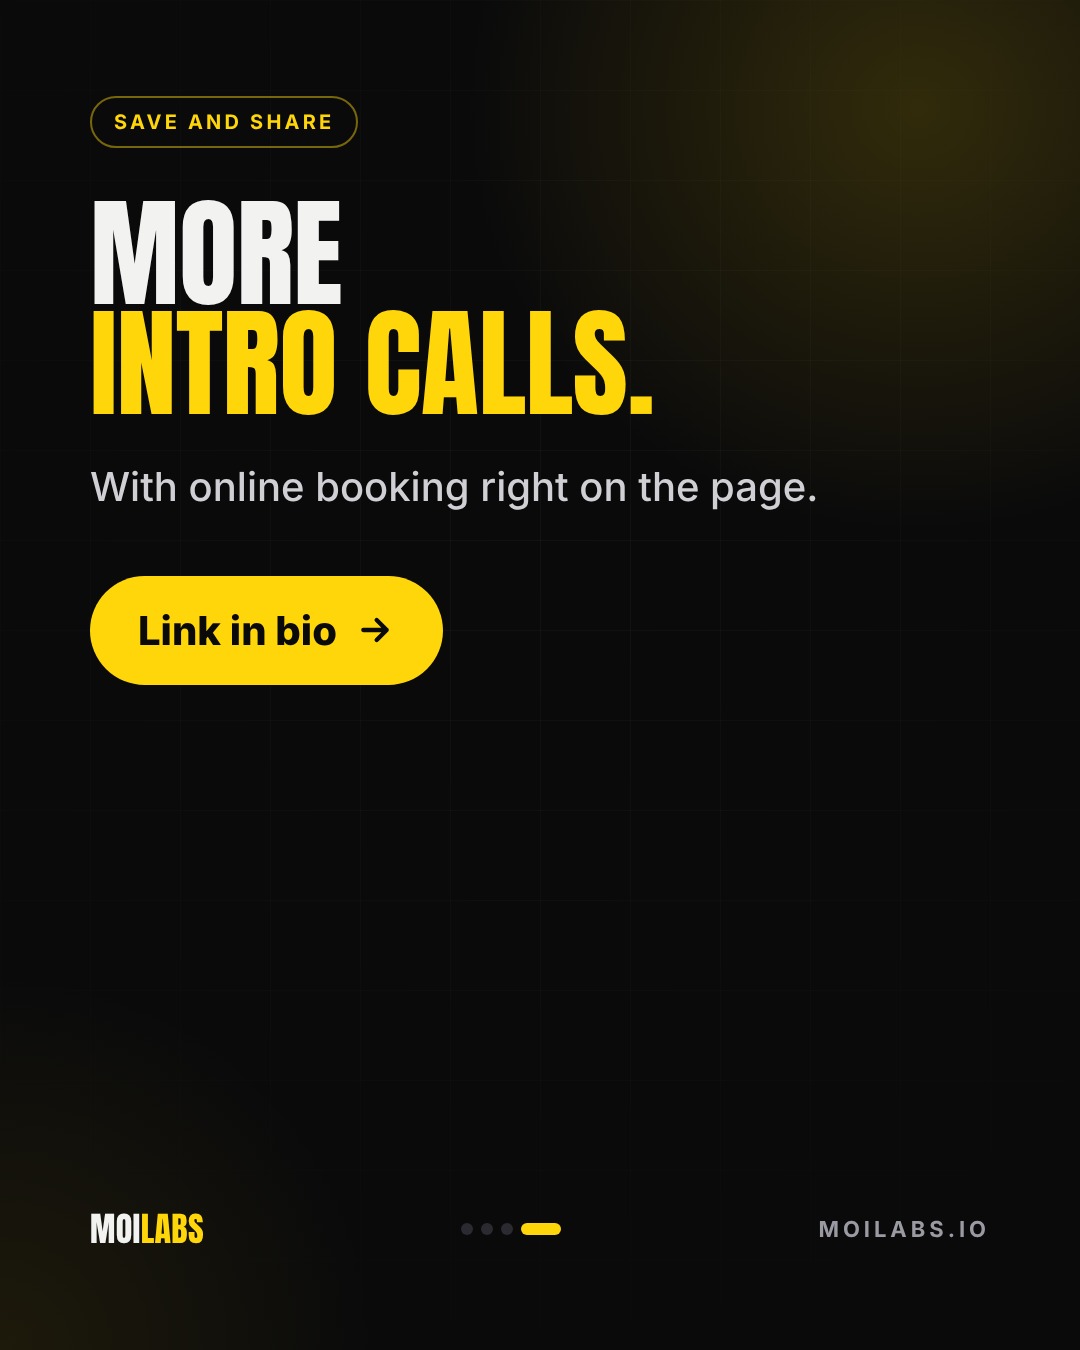 SAVE AND SHARE
MORE
INTRO CALLS.
With online booking right on the page.
Link in bio →
MOILABS
MOILABS.IO